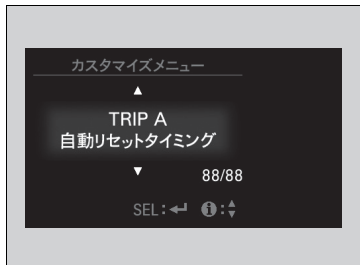 カスタマイズメニュー
▲
TRIP A
自動リセットタイミング
▼
88/88
SEL:↵ ℹ:▲▼